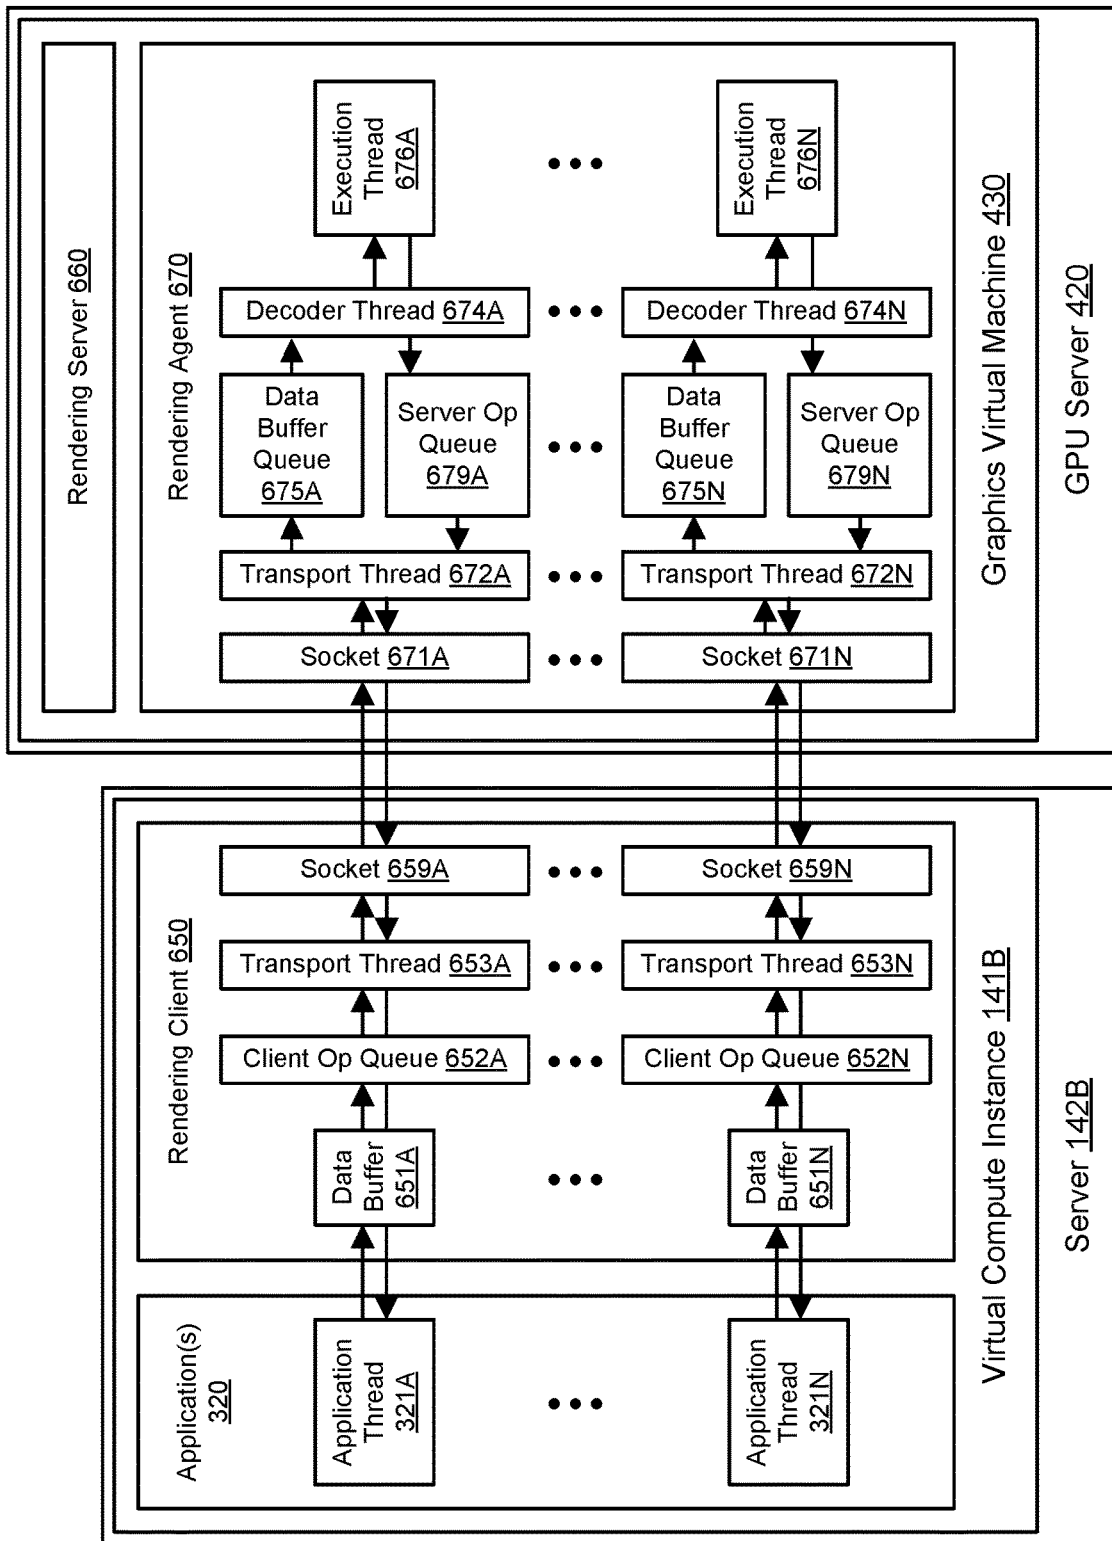 Rendering Server 660
Rendering Agent 670
Execution
Thread
676A
Execution
Thread
676N
Decoder Thread 674A
Decoder Thread 674N
Data
Buffer
Queue
675A
Server Op
Queue
679A
Data
Buffer
Queue
675N
Server Op
Queue
679N
Transport Thread 672A
Transport Thread 672N
Socket 671A
Socket 671N
Graphics Virtual Machine 430
GPU Server 420
Rendering Client 650
Socket 659A
Socket 659N
Transport Thread 653A
Transport Thread 653N
Client Op Queue 652A
Client Op Queue 652N
Data
Buffer
651A
Data
Buffer
651N
Application(s)
320
Application
Thread
321A
Application
Thread
321N
Virtual Compute Instance 141B
Server 142B